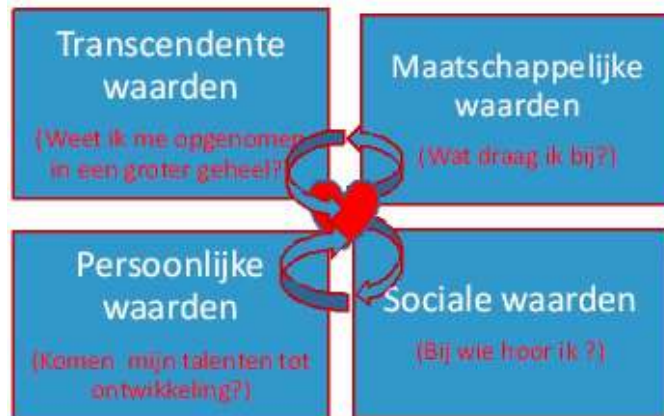 Transcendente
waarden
(Weet ik me opgenomen
in een groter geheel?)
Maatschappelijke
waarden
(Wat draag ik bij?)
Persoonlijke
waarden
(Komen mijn talenten tot
ontwikkeling?)
Sociale waarden
(Bij wie hoor ik ?)